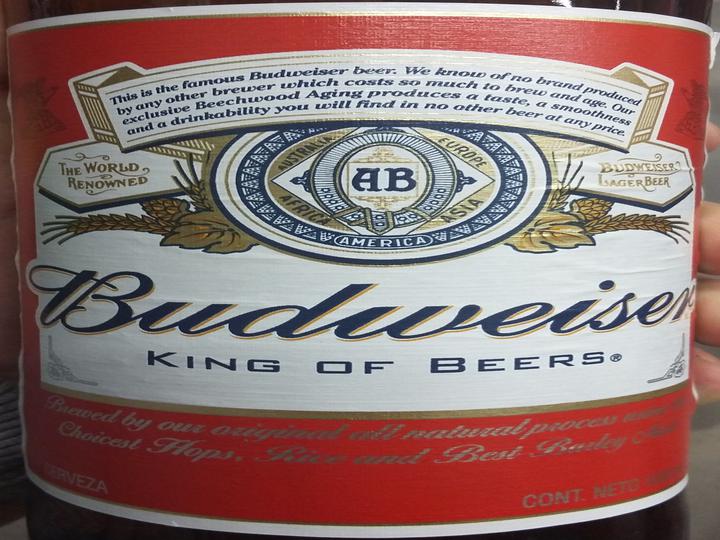 This is the famous Budweiser beer. We know of no brand produced
by any other brewer which costs so much to brew and age. Our
exclusive Beechwood Aging produces a taste, a smoothness
and a drinkability you will find in no other beer at any price.
THE WORLD
RENOWNED
BUDWEISER
LAGER BEER
EUROPE
AFRICA
AB
ASIA
AMERICA
Budweiser
KING OF BEERS®
Brewed by our original all natural process
Choicest Hops, Rice and Best Barley
CERVEZA
CONT. NETO